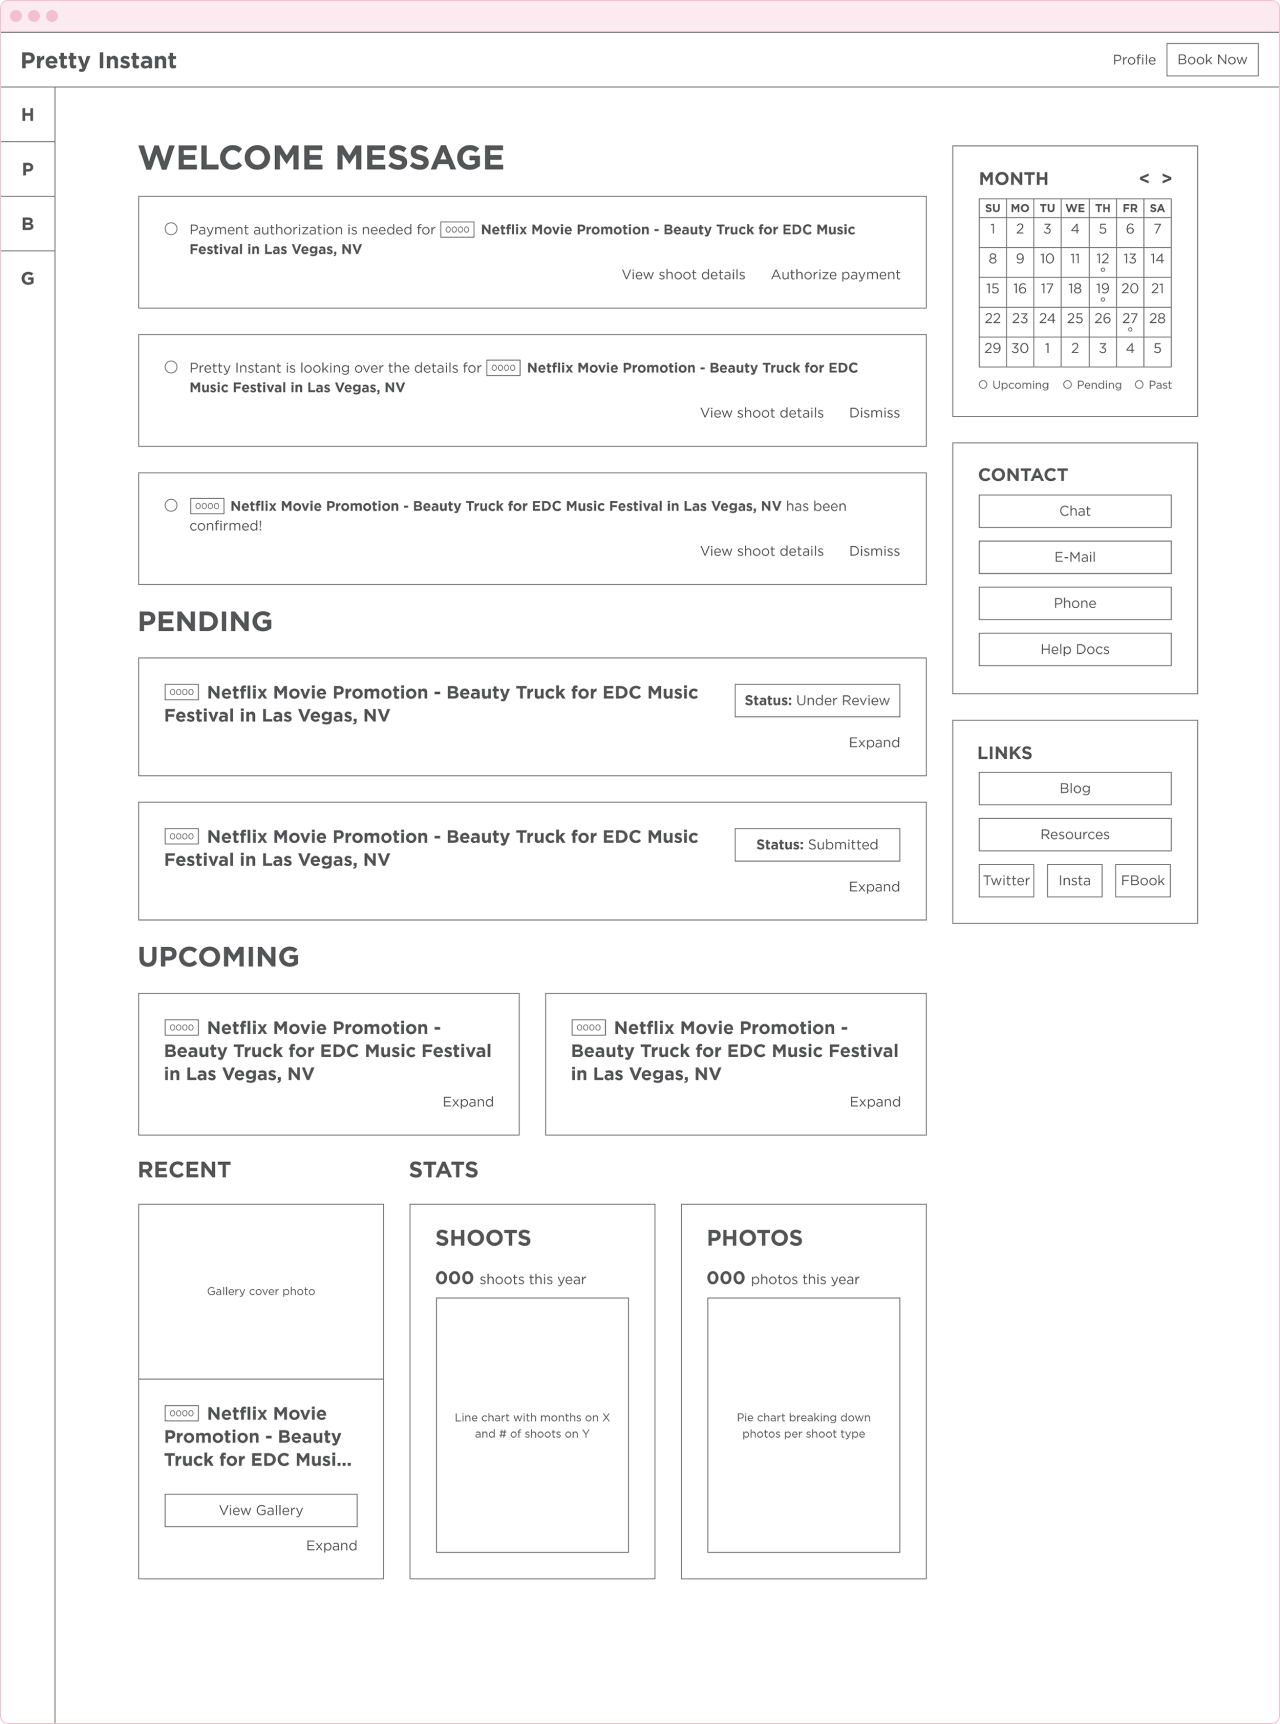 Pretty Instant
Profile
Book Now
H
P
B
G
WELCOME MESSAGE
Payment authorization is needed for 0000 Netflix Movie Promotion - Beauty Truck for EDC Music
Festival in Las Vegas, NV
View shoot details
Authorize payment
Pretty Instant is looking over the details for 0000 Netflix Movie Promotion - Beauty Truck for EDC
Music Festival in Las Vegas, NV
View shoot details
Dismiss
0000 Netflix Movie Promotion - Beauty Truck for EDC Music Festival in Las Vegas, NV has been
confirmed!
View shoot details
Dismiss
PENDING
0000 Netflix Movie Promotion - Beauty Truck for EDC Music
Festival in Las Vegas, NV
Status: Under Review
Expand
0000 Netflix Movie Promotion - Beauty Truck for EDC Music
Festival in Las Vegas, NV
Status: Submitted
Expand
UPCOMING
0000 Netflix Movie Promotion -
Beauty Truck for EDC Music Festival
in Las Vegas, NV
Expand
0000 Netflix Movie Promotion -
Beauty Truck for EDC Music Festival
in Las Vegas, NV
Expand
RECENT
Gallery cover photo
0000 Netflix Movie
Promotion - Beauty
Truck for EDC Musi...
View Gallery
Expand
STATS
SHOOTS
000 shoots this year
Line chart with months on X
and # of shoots on Y
PHOTOS
000 photos this year
Pie chart breaking down
photos per shoot type
MONTH < >
SU MO TU WE TH FR SA
1 2 3 4 5 6 7
8 9 10 11 12 13 14
15 16 17 18 19 20 21
22 23 24 25 26 27 28
29 30 1 2 3 4 5
Upcoming Pending Past
CONTACT
Chat
E-Mail
Phone
Help Docs
LINKS
Blog
Resources
Twitter
Insta
FBook